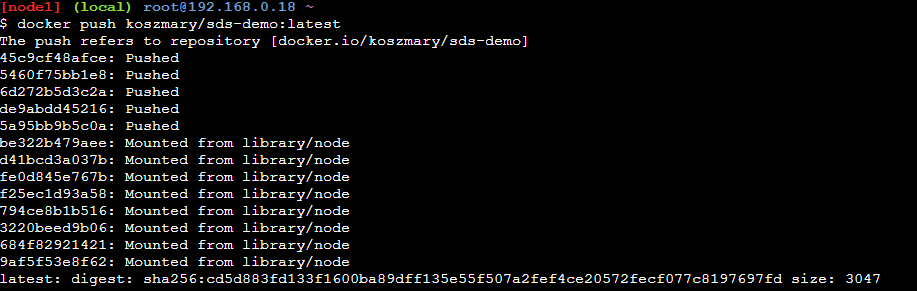 [node1] (local) root@192.168.0.18 ~
$ docker push koszmary/sds-demo:latest
The push refers to repository [docker.io/koszmary/sds-demo]
45c9cf48afce: Pushed
5460f75bb1e8: Pushed
6d272b5d3c2a: Pushed
de9abdd45216: Pushed
5a95bb9b5c0a: Pushed
be322b479aee: Mounted from library/node
d41bcd3a037b: Mounted from library/node
fe0d845e767b: Mounted from library/node
f25ec1d93a58: Mounted from library/node
794ce8b1b516: Mounted from library/node
3220beed9b06: Mounted from library/node
684f82921421: Mounted from library/node
9af5f53e8f62: Mounted from library/node
latest: digest: sha256:cd5d883fd133f1600ba89dff135e55f507a2fef4ce20572fecf077c8197697fd size: 3047